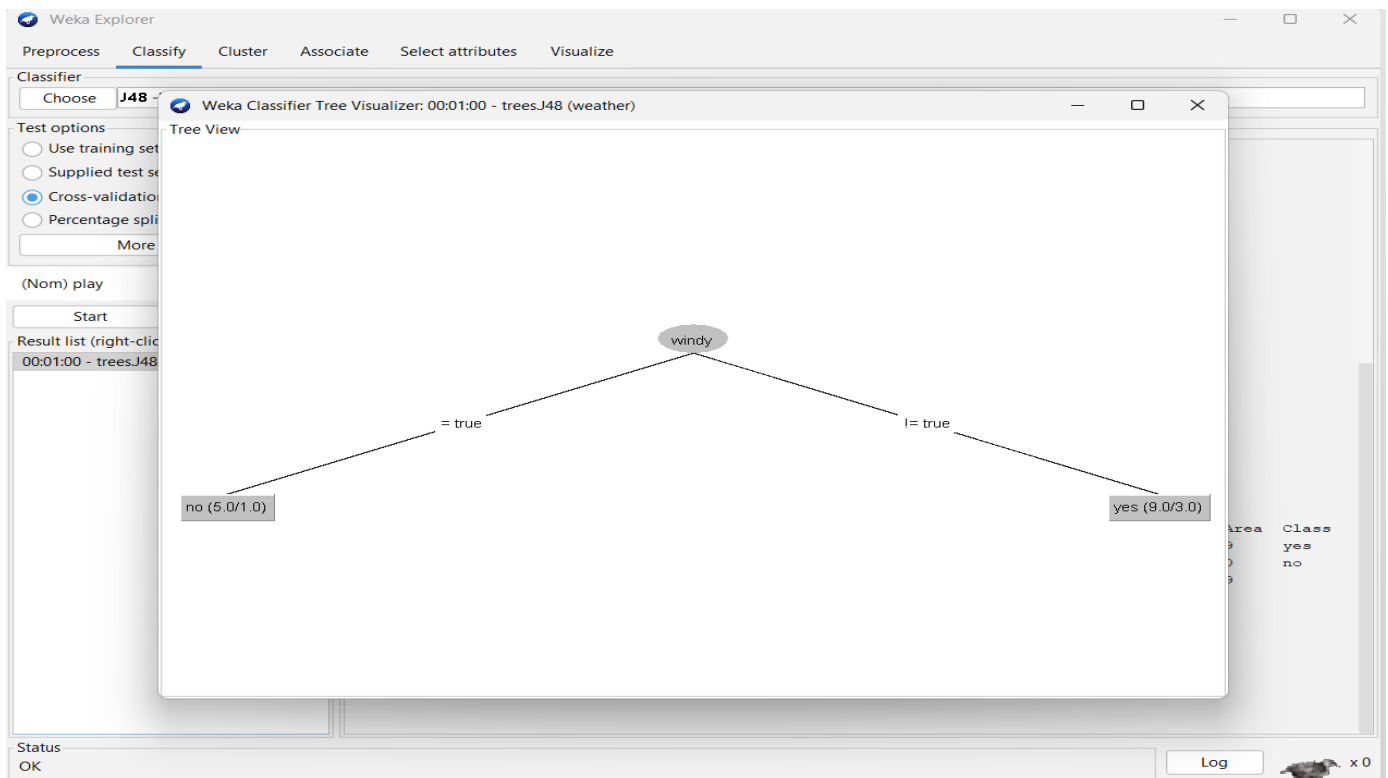 Weka Explorer
Preprocess Classify Cluster Associate Select attributes Visualize
Classifier
Choose J48 -
Weka Classifier Tree Visualizer: 00:01:00 - trees.J48 (weather)
Test options
Tree View
Use training set
Supplied test se
Cross-validation
Percentage spli
More
(Nom) play
Start
Result list (right-clic
00:01:00 - trees.J48
windy
= true != true
no (5.0/1.0) yes (9.0/3.0)
Area Class
yes
no
Status
OK
Log x 0